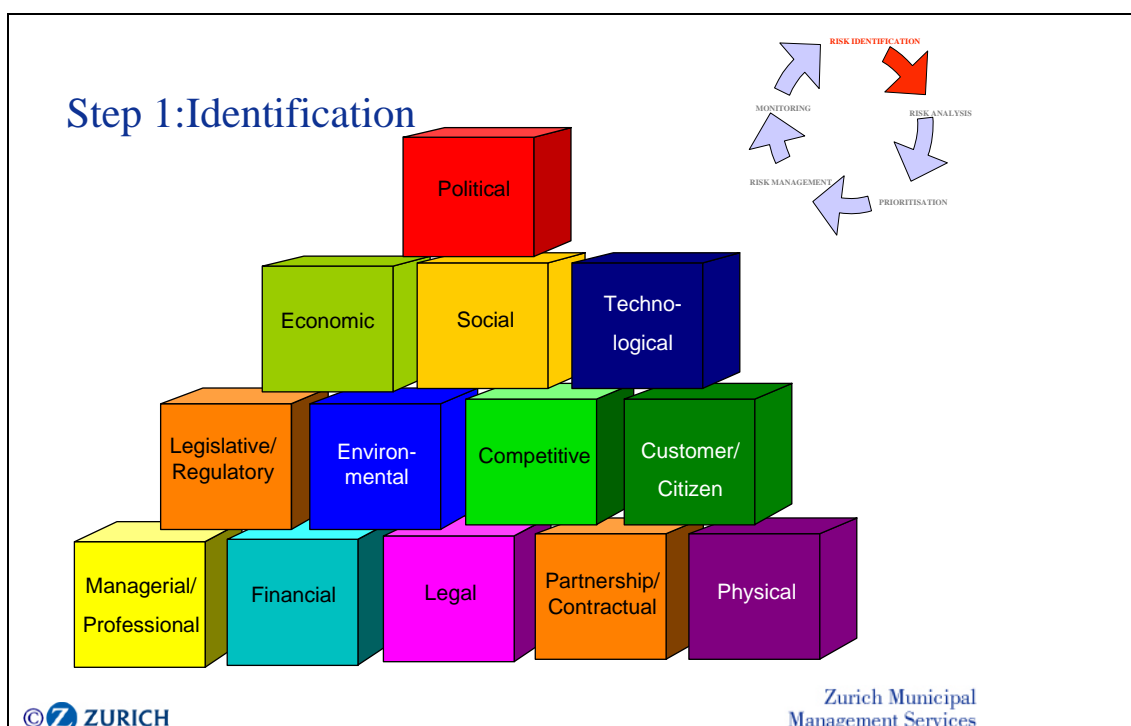 RISK IDENTIFICATION
Step 1:Identification
MONITORING
RISK ANALYSIS
RISK MANAGEMENT
PRIORITISATION
Political
Economic
Social
Techno-
logical
Legislative/
Regulatory
Environ-
mental
Competitive
Customer/
Citizen
Managerial/
Professional
Financial
Legal
Partnership/
Contractual
Physical
© Z ZURICH
Zurich Municipal
Management Services